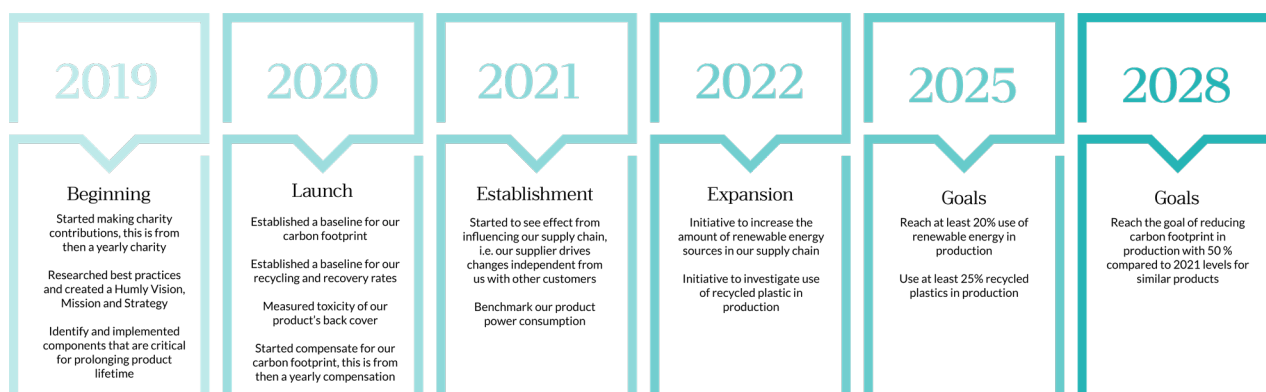 2019
Beginning
Started making charity
contributions, this is from
then a yearly charity
Researched best practices
and created a Humly Vision,
Mission and Strategy
Identify and implemented
components that are critical
for prolonging product
lifetime
2020
Launch
Established a baseline for our
carbon footprint
Established a baseline for our
recycling and recovery rates
Measured toxicity of our
product's back cover
Started compensate for our
carbon footprint, this is from
then a yearly compensation
2021
Establishment
Started to see effect from
influencing our supply chain,
i.e. our supplier drives
changes independent from
us with other customers
Benchmark our product
power consumption
2022
Expansion
Initiative to increase the
amount of renewable energy
sources in our supply chain
Initiative to investigate use
of recycled plastic in
production
2025
Goals
Reach at least 20% use of
renewable energy in
production
Use at least 25% recycled
plastics in production
2028
Goals
Reach the goal of reducing
carbon footprint in
production with 50 %
compared to 2021 levels for
similar products